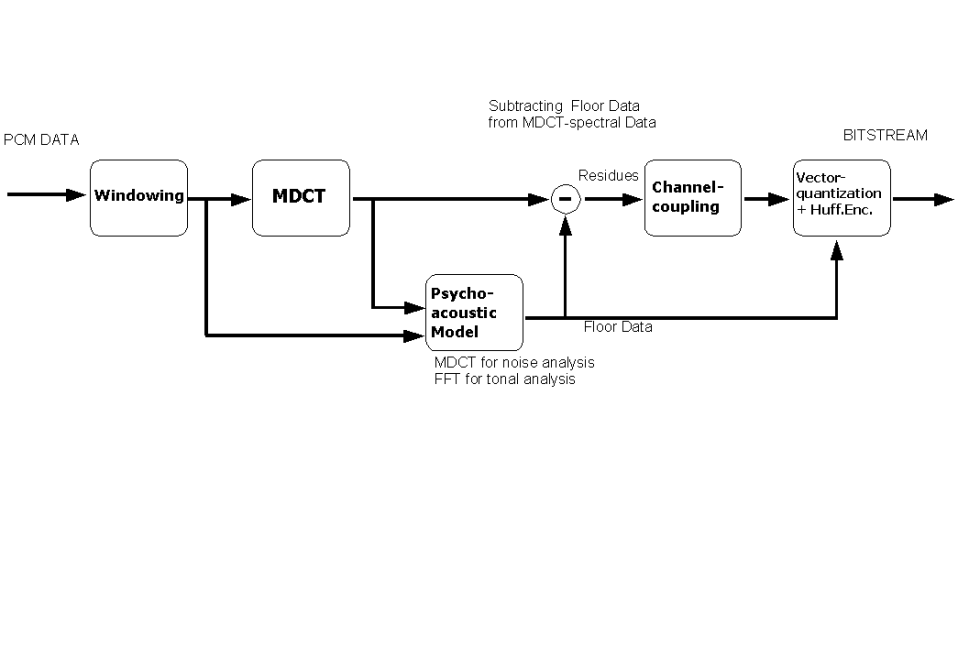 Subtracting Floor Data
from MDCT-spectral Data
PCM DATA
BITSTREAM
Windowing
MDCT
-
Residues
Channel-
coupling
Vector-
quantization
+ Huff.Enc.
Psycho-
acoustic
Model
Floor Data
MDCT for noise analysis
FFT for tonal analysis